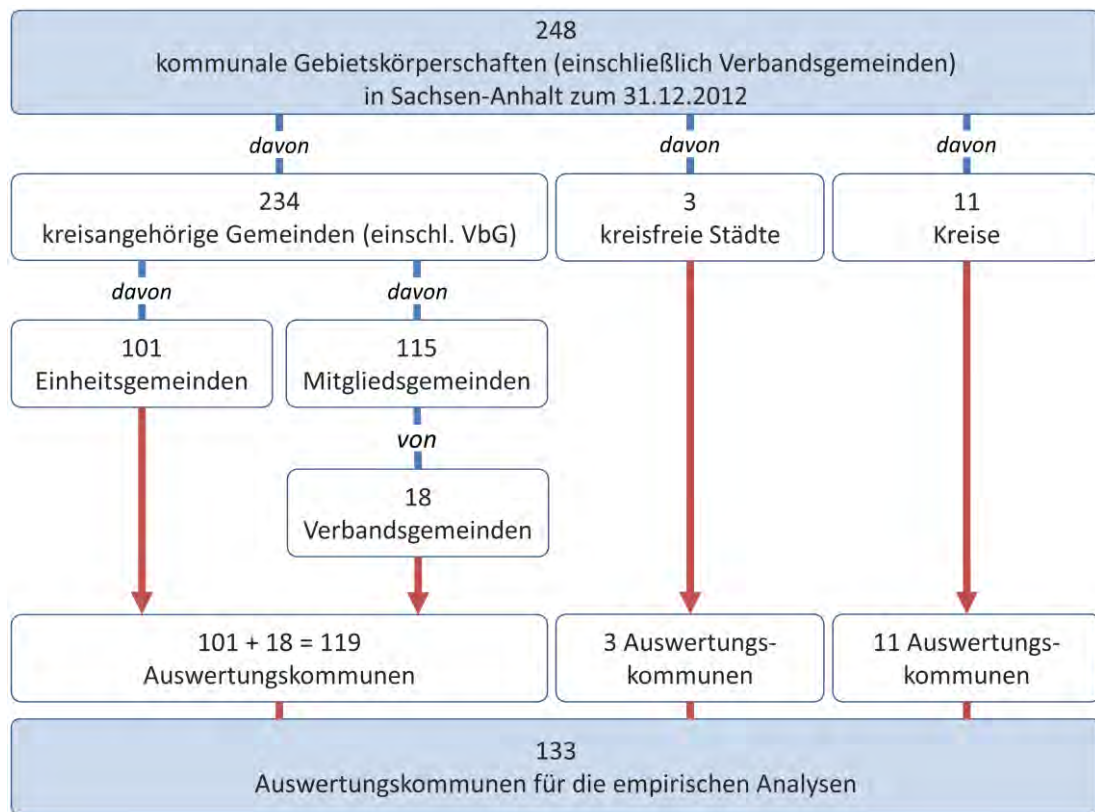 248
kommunale Gebietskörperschaften (einschließlich Verbandsgemeinden)
in Sachsen-Anhalt zum 31.12.2012
davon
davon
davon
234
kreisangehörige Gemeinden (einschl. VbG)
3
kreisfreie Städte
11
Kreise
davon
davon
101
Einheitsgemeinden
115
Mitgliedsgemeinden
von
18
Verbandsgemeinden
101 + 18 = 119
Auswertungskommunen
3 Auswertungs-
kommunen
11 Auswertungs-
kommunen
133
Auswertungskommunen für die empirischen Analysen